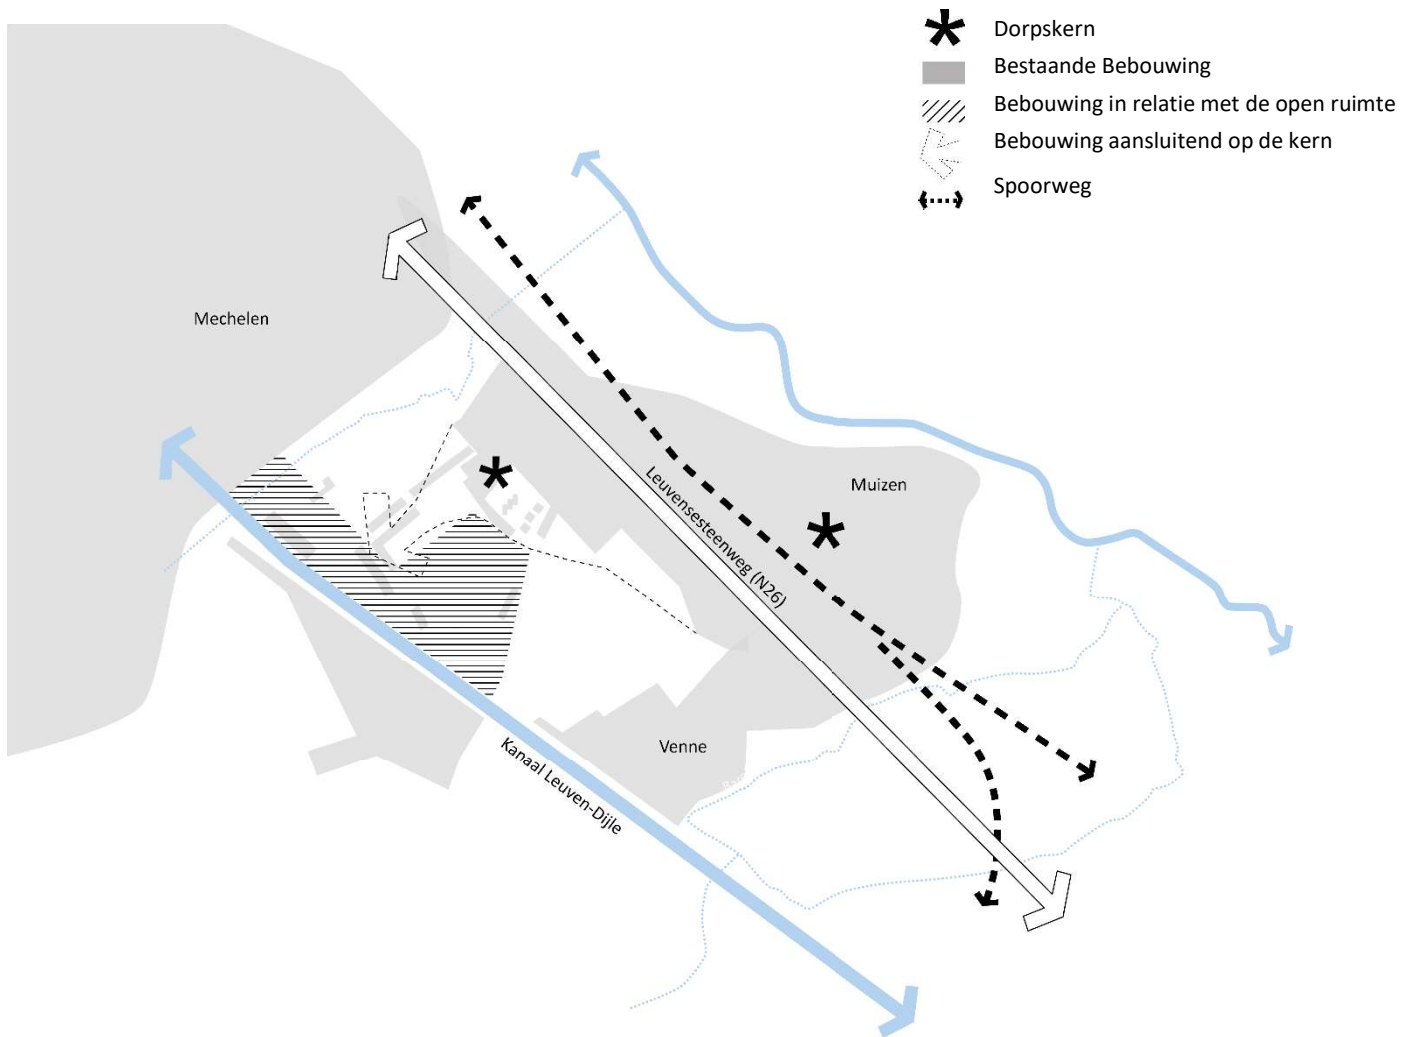 Dorpskern
Bestaande Bebouwing
Bebouwing in relatie met de open ruimte
Bebouwing aansluitend op de kern
Spoorweg
Mechelen
Leuvensesteenweg (N26)
Muizen
Venne
Kanaal Leuven-Dijle